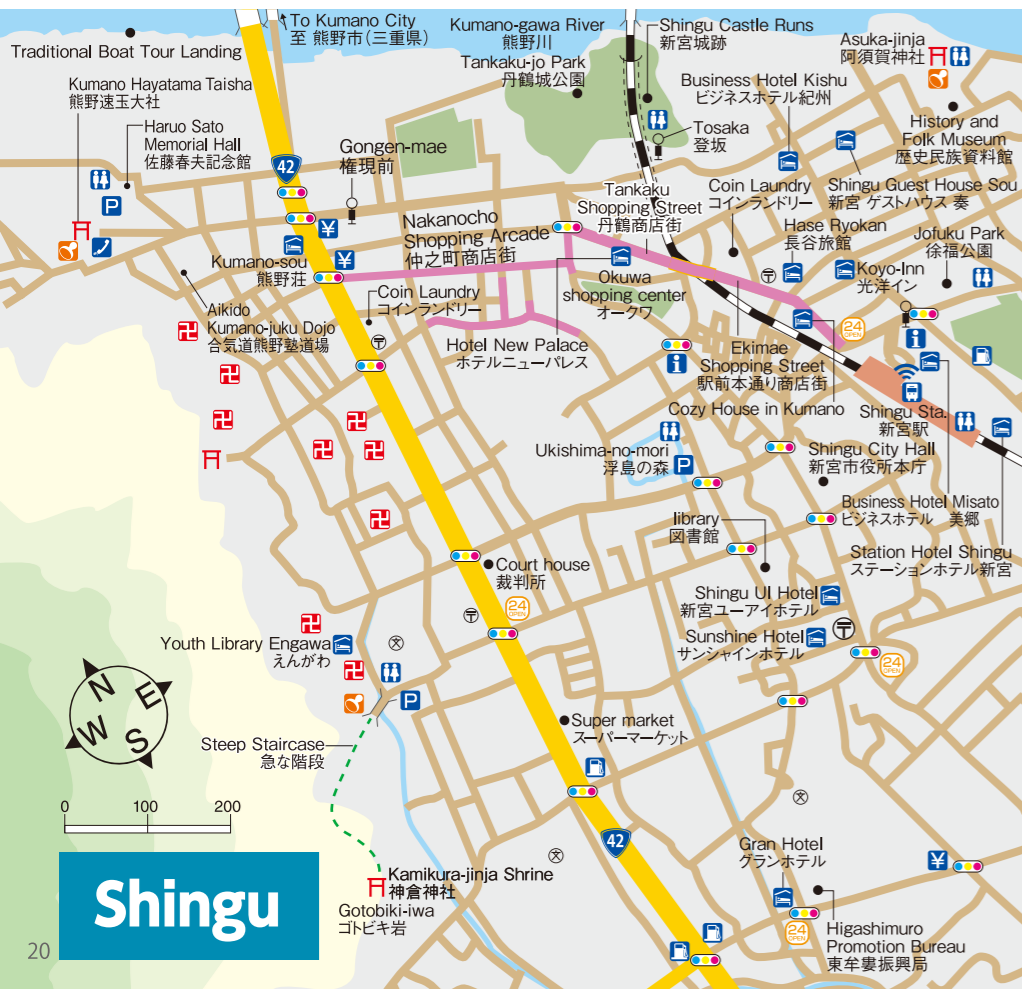 To Kumano City
至 熊野市(三重県)
Traditional Boat Tour Landing
Kumano-gawa River
熊野川
Tankaku-jo Park
丹鶴城公園
Shingu Castle Runs
新宮城跡
Asuka-jinja
阿須賀神社
Kumano Hayatama Taisha
熊野速玉大社
Business Hotel Kishu
ビジネスホテル紀州
Haruo Sato
Memorial Hall
佐藤春夫記念館
Tosaka
登坂
History and
Folk Museum
歴史民族資料館
42
Gongen-mae
権現前
P
Tankaku
Shopping Street
丹鶴商店街
Coin Laundry
コインランドリー
Shingu Guest House Sou
新宮 ゲストハウス 奏
¥
Nakanocho
Shopping Arcade
仲之町商店街
Hase Ryokan
長谷旅館
Jofuku Park
徐福公園
Kumano-sou
熊野荘
¥
Okuwa
shopping center
オークワ
〒
Koyo-Inn
光洋イン
Coin Laundry
コインランドリー
Aikido
Kumano-juku Dojo
合気道熊野塾道場
24
OPEN
〒
Hotel New Palace
ホテルニューパレス
i
Ekimae
Shopping Street
駅前本通り商店街
i
Cozy House in Kumano
Shingu Sta.
新宮駅
Ukishima-no-mori
浮島の森
P
Shingu City Hall
新宮市役所本庁
library
図書館
Business Hotel Misato
ビジネスホテル 美郷
Station Hotel Shingu
ステーションホテル新宮
Court house
裁判所
Shingu UI Hotel
新宮ユーアイホテル
24
OPEN
〒
Youth Library Engawa
えんがわ
文
Sunshine Hotel
サンシャインホテル
〒
24
OPEN
N
E
W
S
P
Steep Staircase
急な階段
Super market
スーパーマーケット
0 100 200
文
42
Gran Hotel
グランホテル
¥
文
Kamikura-jinja Shrine
神倉神社
Gotobiki-iwa
ゴトビキ岩
Shingu
24
OPEN
Higashimuro
Promotion Bureau
東牟婁振興局
20